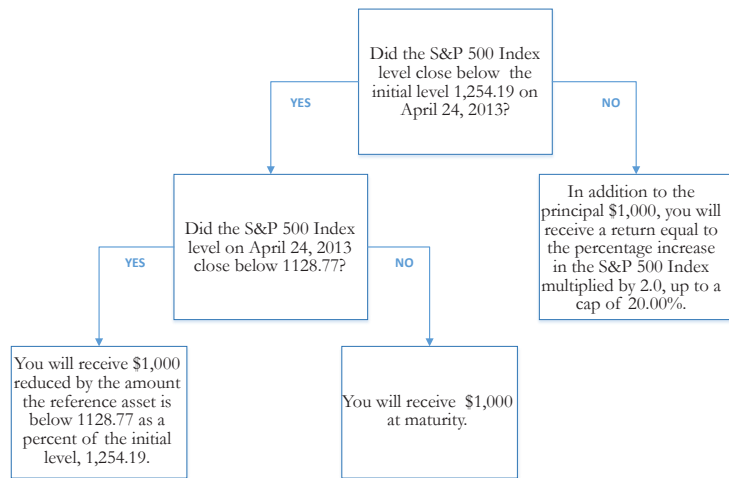 Did the S&P 500 Index
level close below the
initial level 1,254.19 on
April 24, 2013?
YES
NO
Did the S&P 500 Index
level on April 24, 2013
close below 1128.77?
In addition to the
principal $1,000, you will
receive a return equal to
the percentage increase
in the S&P 500 Index
multiplied by 2.0, up to a
cap of 20.00%.
YES
NO
You will receive $1,000
reduced by the amount
the reference asset is
below 1128.77 as a
percent of the initial
level, 1,254.19.
You will receive $1,000
at maturity.